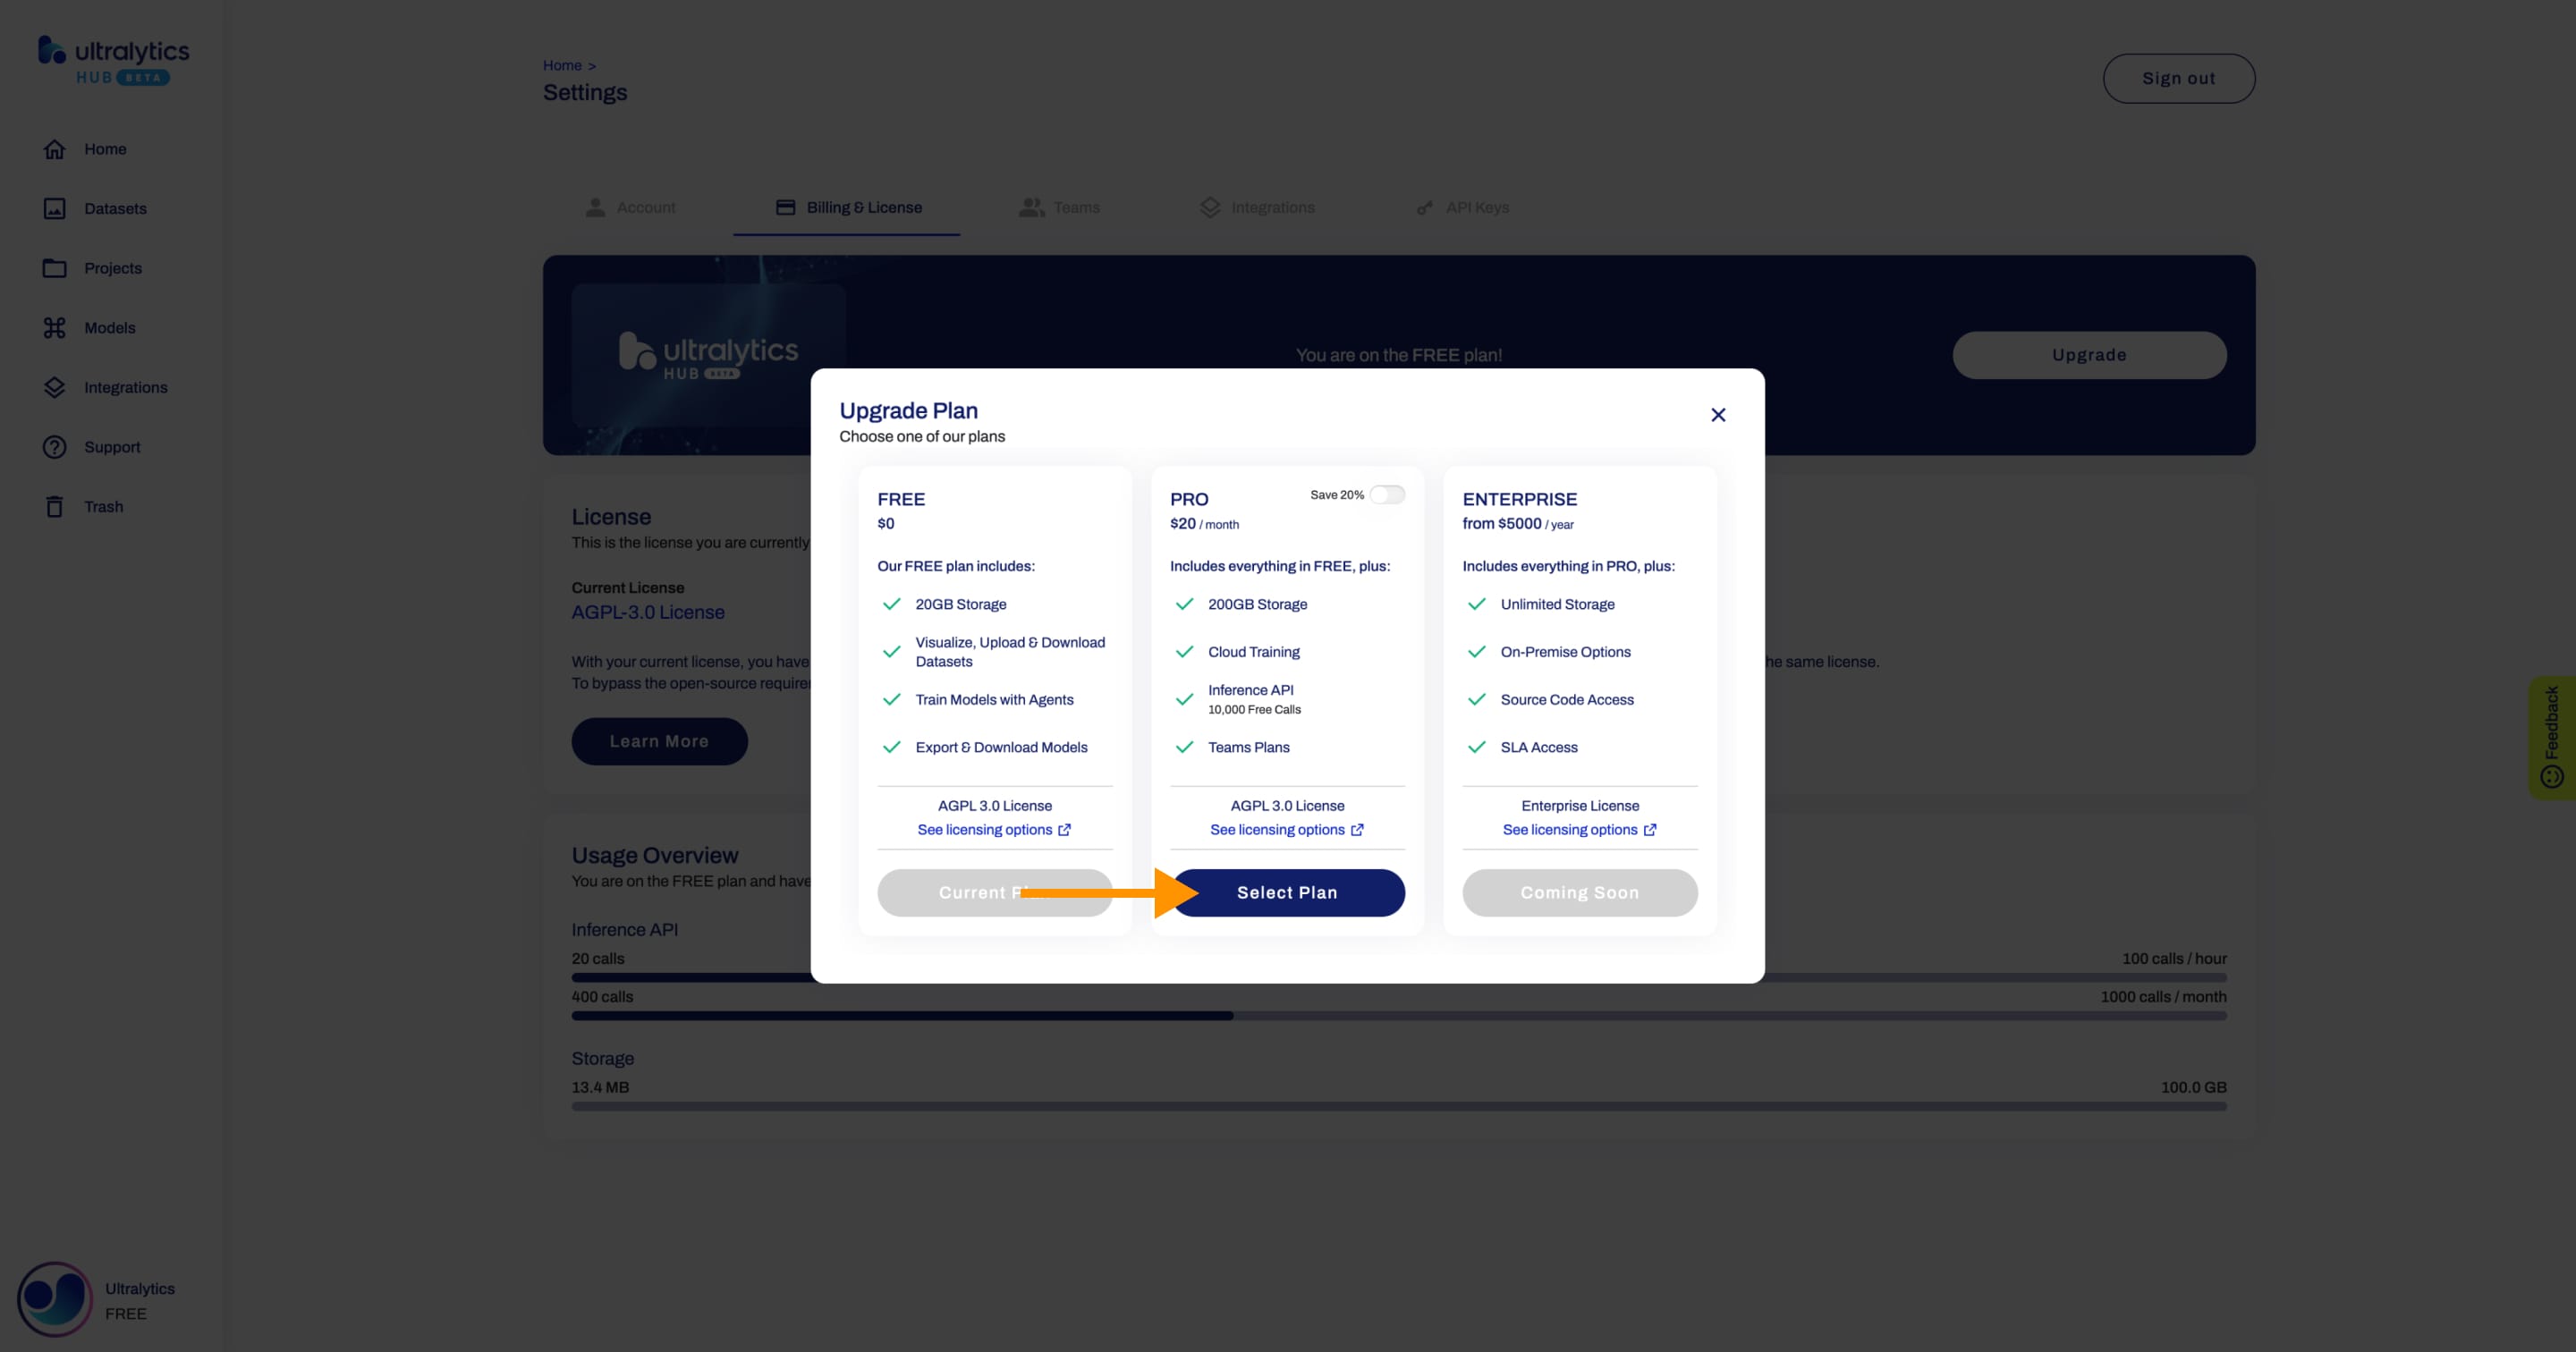 ultralytics
HUB BETA
Home
Datasets
Projects
Models
Integrations
Support
Trash
Ultralytics
FREE
Home >
Settings
Sign out
Account
Billing & License
Teams
Integrations
API Keys
ultralytics
HUB BETA
You are on the FREE plan!
Upgrade
License
This is the license you are currently
Current License
AGPL-3.0 License
With your current license, you have
he same license.
To bypass the open-source
Learn More
Usage Overview
You are on the FREE plan and have
Inference API
20 calls
100 calls / hour
400 calls
1000 calls / month
Storage
13.4 MB
100.0 GB
Upgrade Plan
Choose one of our plans
FREE
$0
Our FREE plan includes:
20GB Storage
Visualize, Upload & Download
Datasets
Train Models with Agents
Export & Download Models
AGPL 3.0 License
See licensing options
Current
PRO
Save 20%
$20 / month
Includes everything in FREE, plus:
200GB Storage
Cloud Training
Inference API
10,000 Free Calls
Teams Plans
AGPL 3.0 License
See licensing options
Select Plan
ENTERPRISE
from $5000 / year
Includes everything in PRO, plus:
Unlimited Storage
On-Premise Options
Source Code Access
SLA Access
Enterprise License
See licensing options
Coming Soon
Feedback